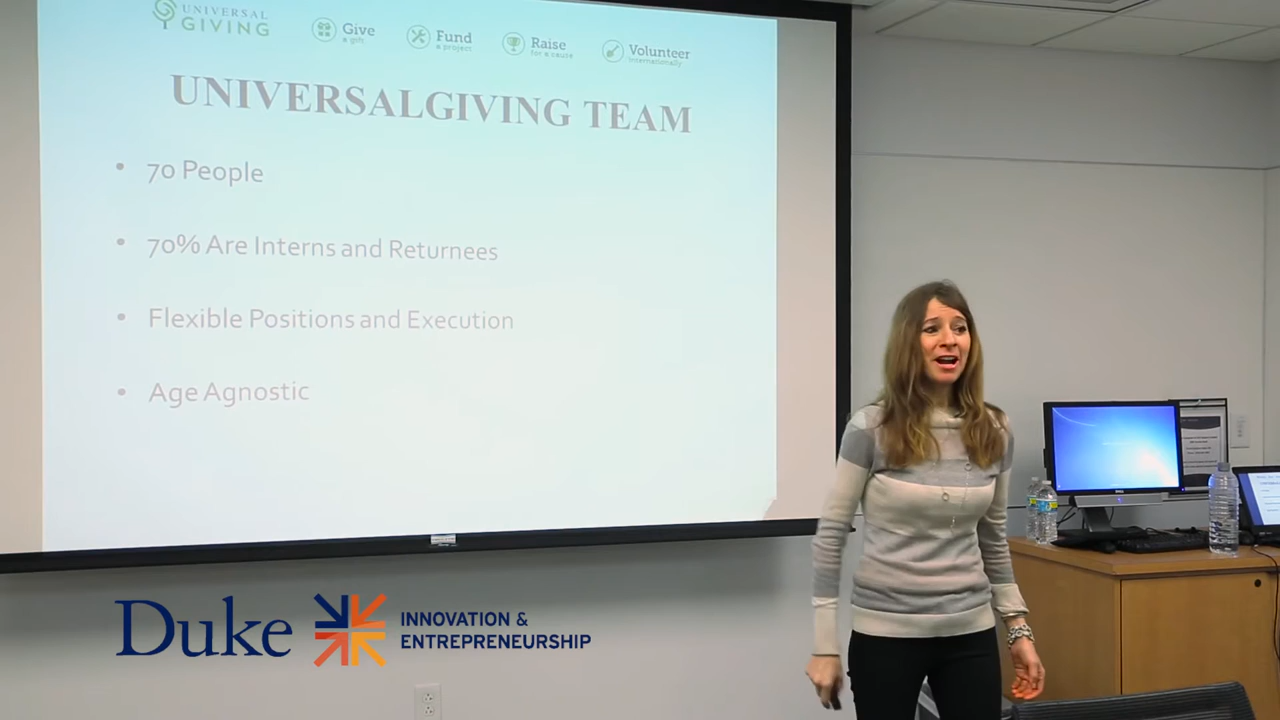 UNIVERSAL
GIVING
Give
a gift
Fund
a project
Raise
for a cause
Volunteer
internationally
UNIVERSALGIVING TEAM
• 70 People
• 70% Are Interns and Returnees
• Flexible Positions and Execution
• Age Agnostic
Duke
INNOVATION &
ENTREPRENEURSHIP
DELL